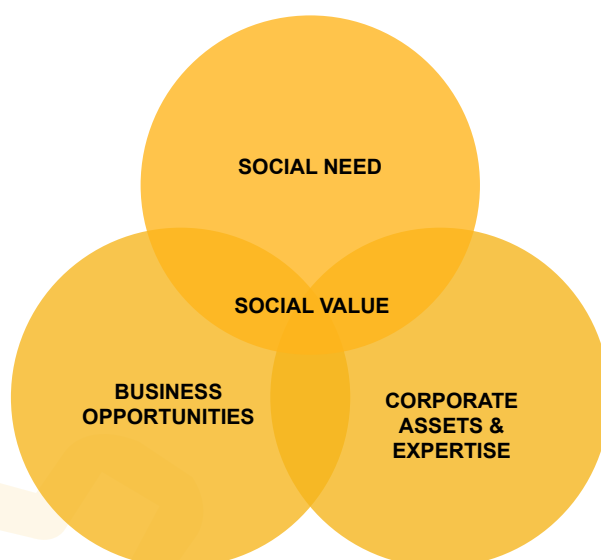 SOCIAL NEED
SOCIAL VALUE
BUSINESS
OPPORTUNITIES
CORPORATE
ASSETS &
EXPERTISE